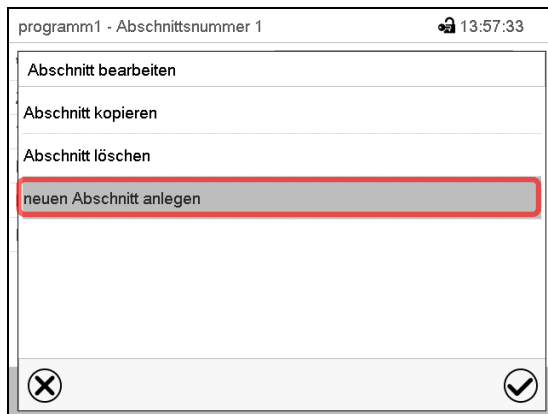 programm1 - Abschnittsnummer 1 13:57:33
Abschnitt bearbeiten
Abschnitt kopieren
Abschnitt löschen
neuen Abschnitt anlegen